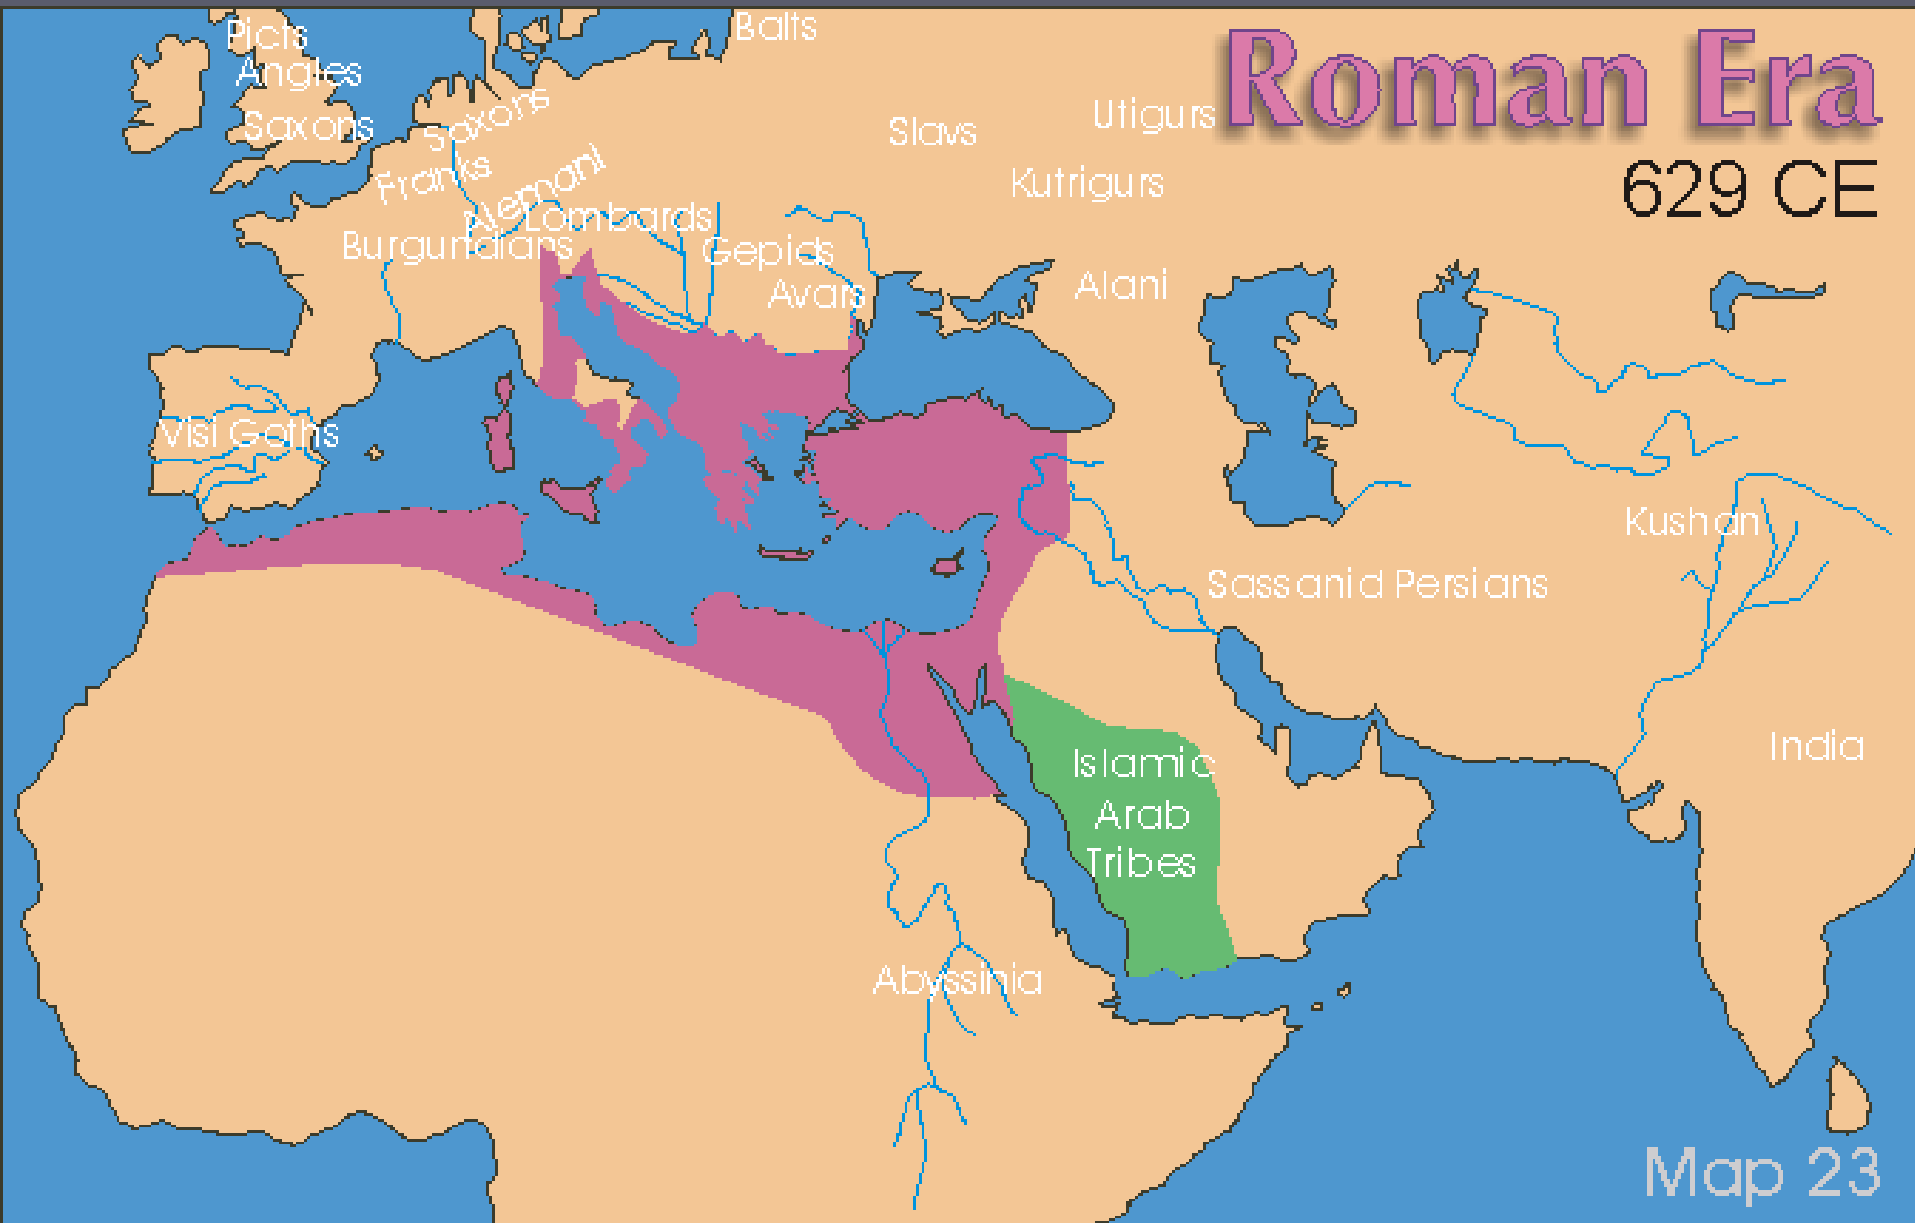 Roman Era
629 CE
Picts
Angles
Saxons
Balts
Saxons
Franks
Alemani
Lombards
Burgundians
Gepids
Avars
Slavs
Utigurs
Kutrigurs
Alani
Visi Goths
Kushan
Sassanid Persians
India
Islamic
Arab
Tribes
Abyssinia
Map 23